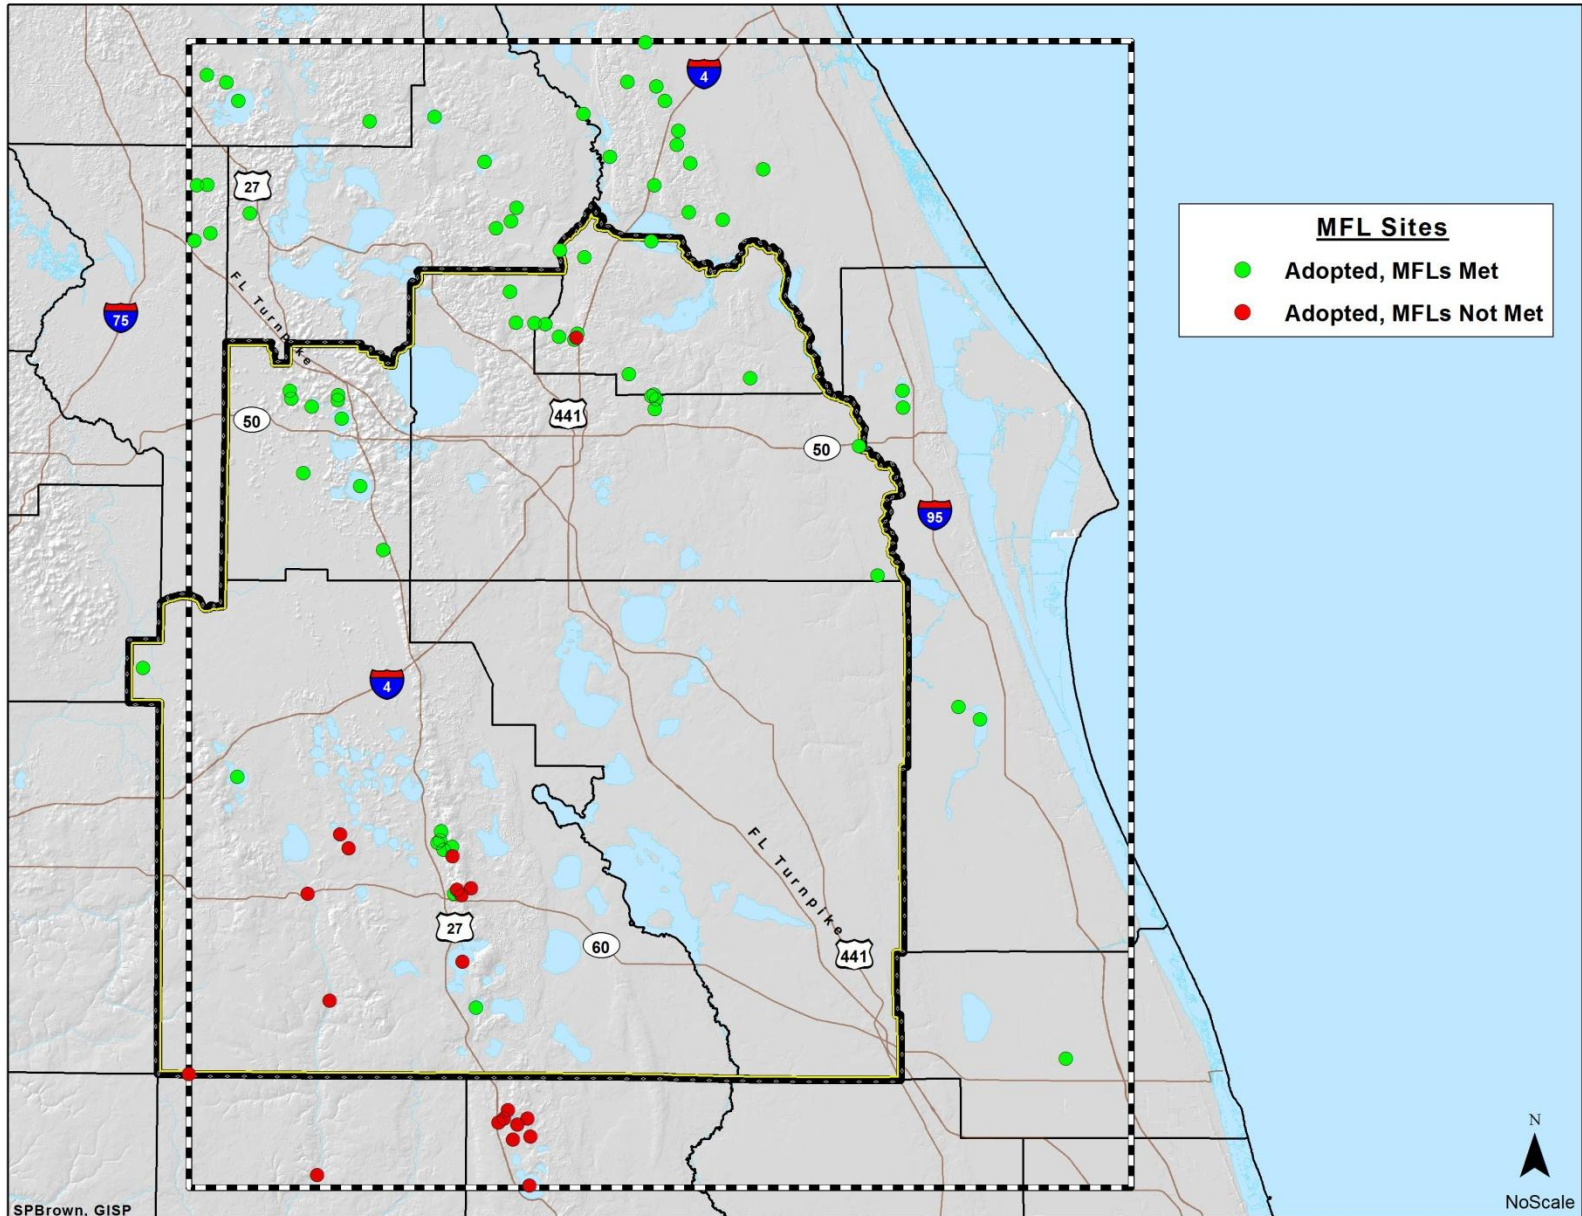 4
27
FL Turnpike
75
MFL Sites
Adopted, MFLs Met
Adopted, MFLs Not Met
50
441
50
95
4
FL Turnpike
27
60
441
N
NoScale
SPBrown, GISP